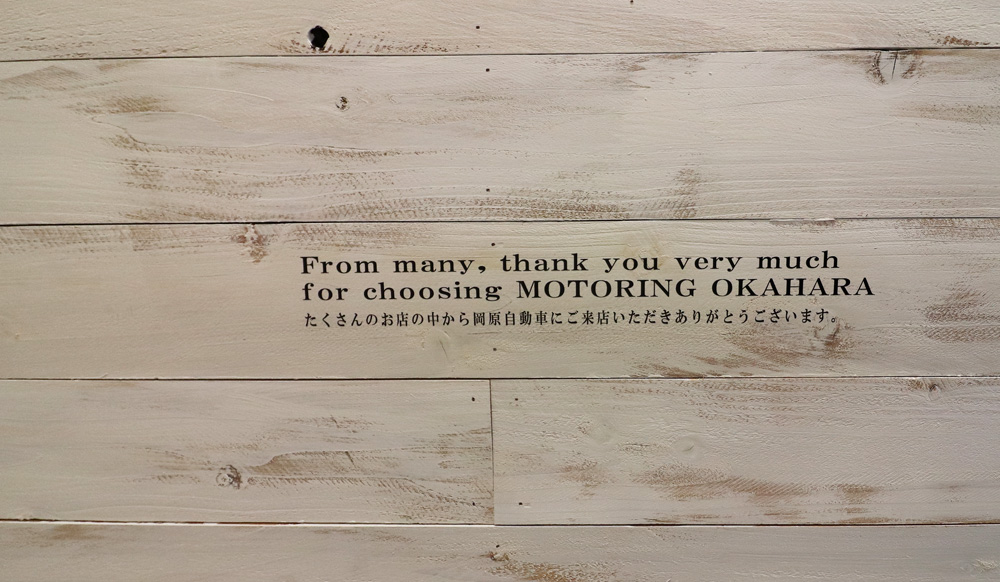 From many, thank you very much
for choosing MOTORING OKAHARA
たくさんのお店の中から岡原自動車にご来店いただきありがとうございます。